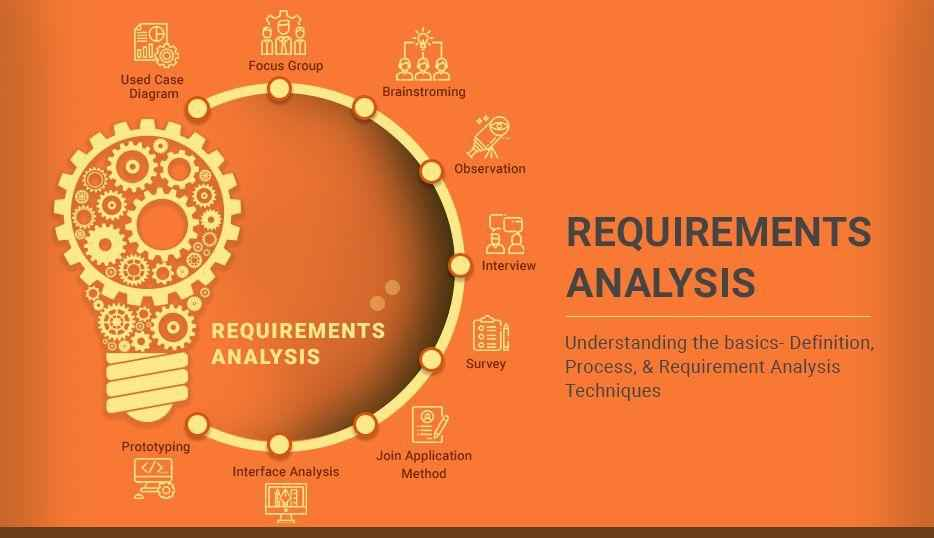 Used Case
Diagram
Focus Group
Brainstroming
Observation
Interview
Survey
Join Application
Method
Interface Analysis
Prototyping
REQUIREMENTS
ANALYSIS
REQUIREMENTS
ANALYSIS
Understanding the basics- Definition,
Process, & Requirement Analysis
Techniques